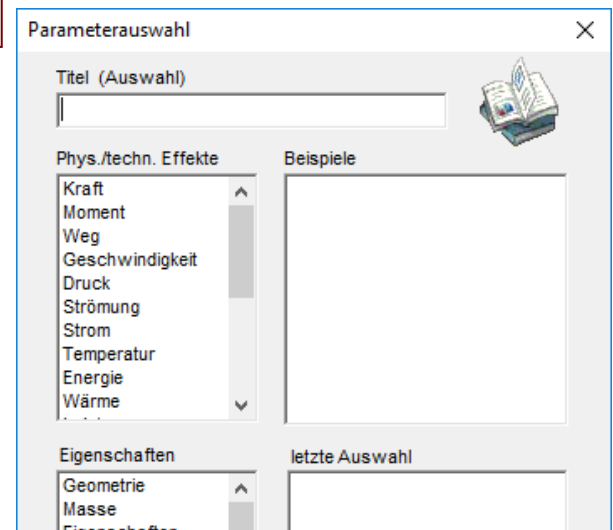 Parameterauswahl
Titel (Auswahl)
Phys./techn. Effekte
Beispiele
Kraft
Moment
Weg
Geschwindigkeit
Druck
Strömung
Strom
Temperatur
Energie
Wärme
Eigenschaften
letzte Auswahl
Geometrie
Masse
Eigenschaften